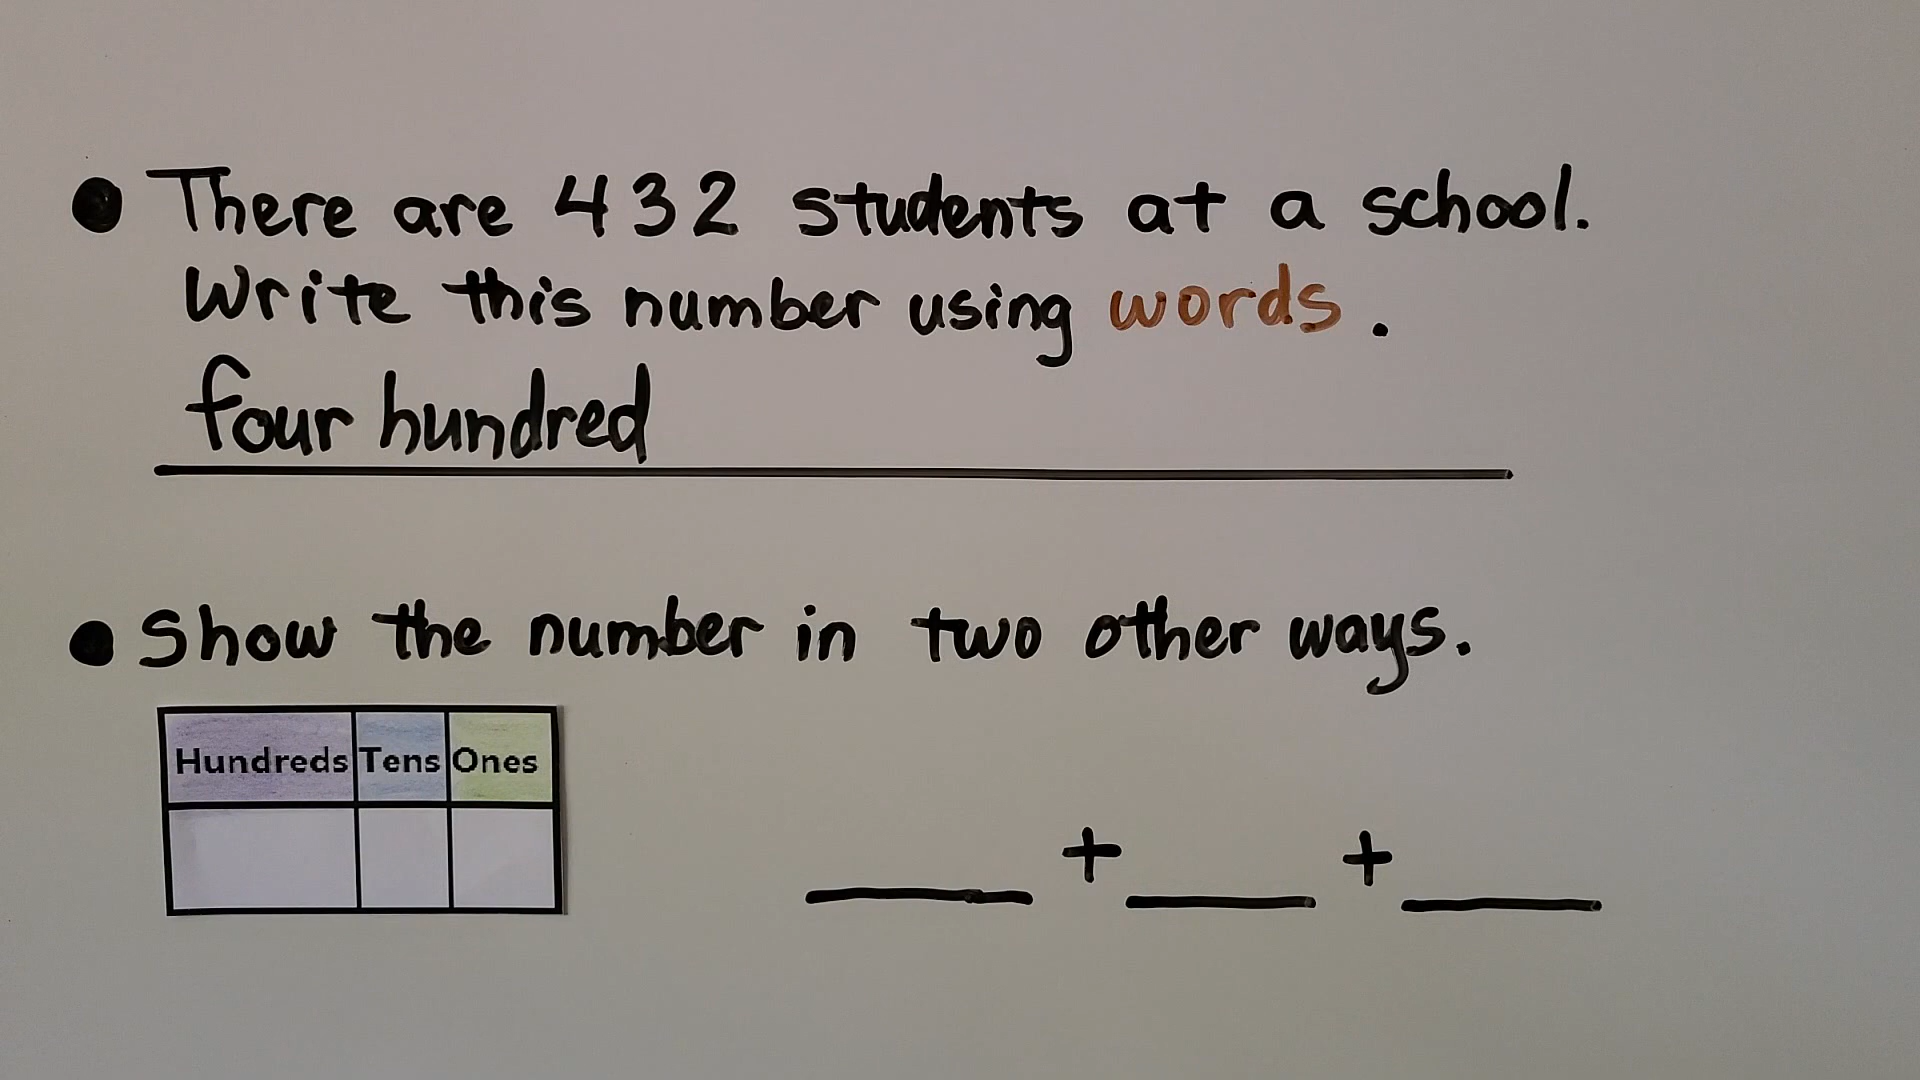 There are 432 students at a school.
Write this number using words.
four hundred
Show the number in two other ways.
Hundreds Tens Ones
+ +